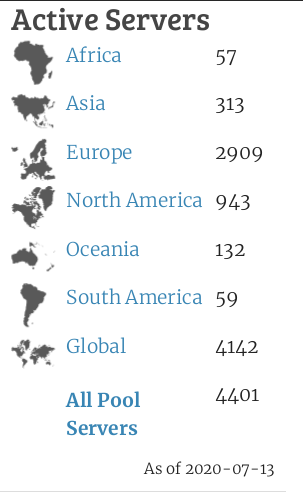 Active Servers
Africa 57
Asia 313
Europe 2909
North America 943
Oceania 132
South America 59
Global 4142
All Pool 4401
Servers
As of 2020-07-13